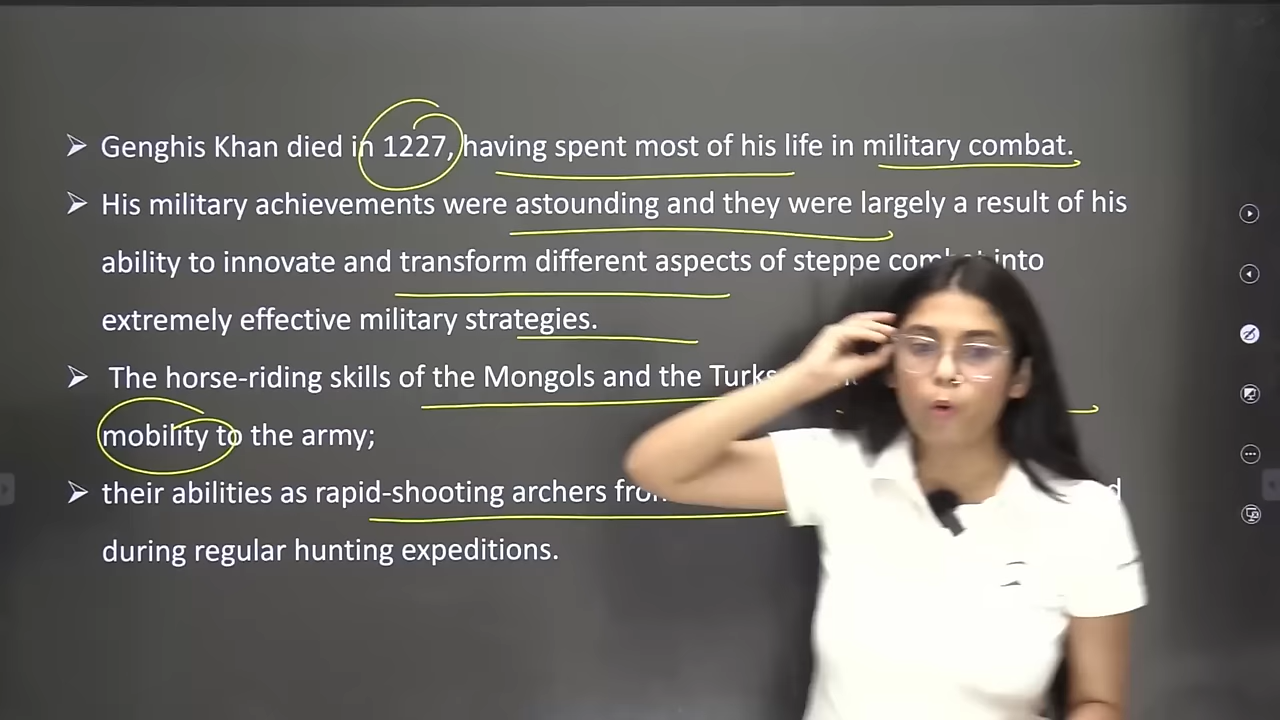 ➢ Genghis Khan died in 1227, having spent most of his life in military combat.
➢ His military achievements were astounding and they were largely a result of his
ability to innovate and transform different aspects of steppe combat into
extremely effective military strategies.
➢ The horse-riding skills of the Mongols and the Turks
mobility to the army;
➢ their abilities as rapid-shooting archers
during regular hunting expeditions.